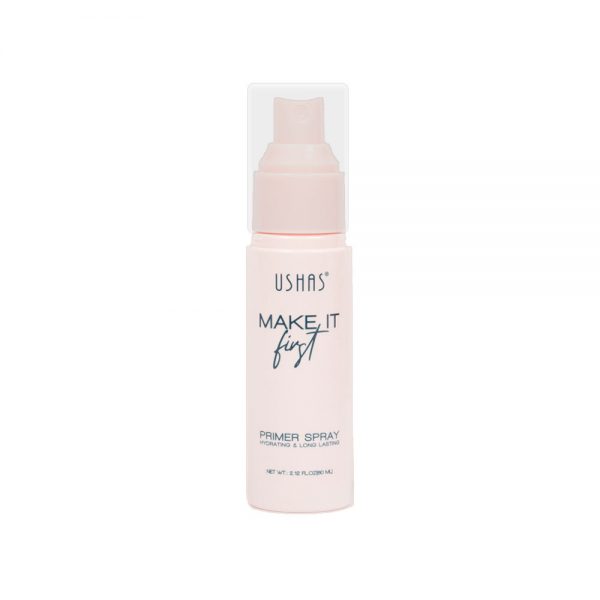 USHAS®
MAKE IT
first
PRIMER SPRAY
HYDRATING & LONG LASTING
NET WT : 2.12 FL.OZ(60 ML)